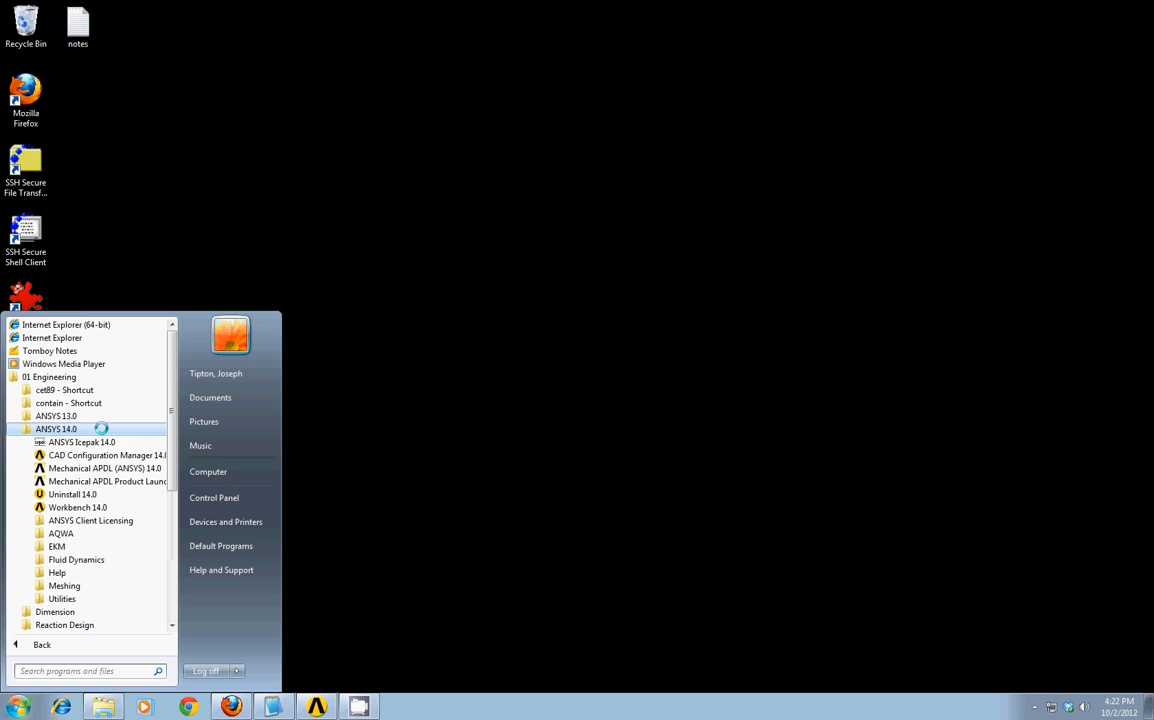 Recycle Bin
notes
Mozilla
Firefox
SSH Secure
File Transf...
SSH Secure
Shell Client
Internet Explorer (64-bit)
Internet Explorer
Tomboy Notes
Windows Media Player
01 Engineering
cet89 - Shortcut
contain - Shortcut
ANSYS 13.0
ANSYS 14.0
ANSYS Icepak 14.0
CAD Configuration Manager 14.0
Mechanical APDL (ANSYS) 14.0
Mechanical APDL Product Launc
Uninstall 14.0
Workbench 14.0
ANSYS Client Licensing
AQWA
EKM
Fluid Dynamics
Help
Meshing
Utilities
Dimension
Reaction Design
Back
Search programs and files
Tipton, Joseph
Documents
Pictures
Music
Computer
Control Panel
Devices and Printers
Default Programs
Help and Support
Log off
4:22 PM
10/2/2012